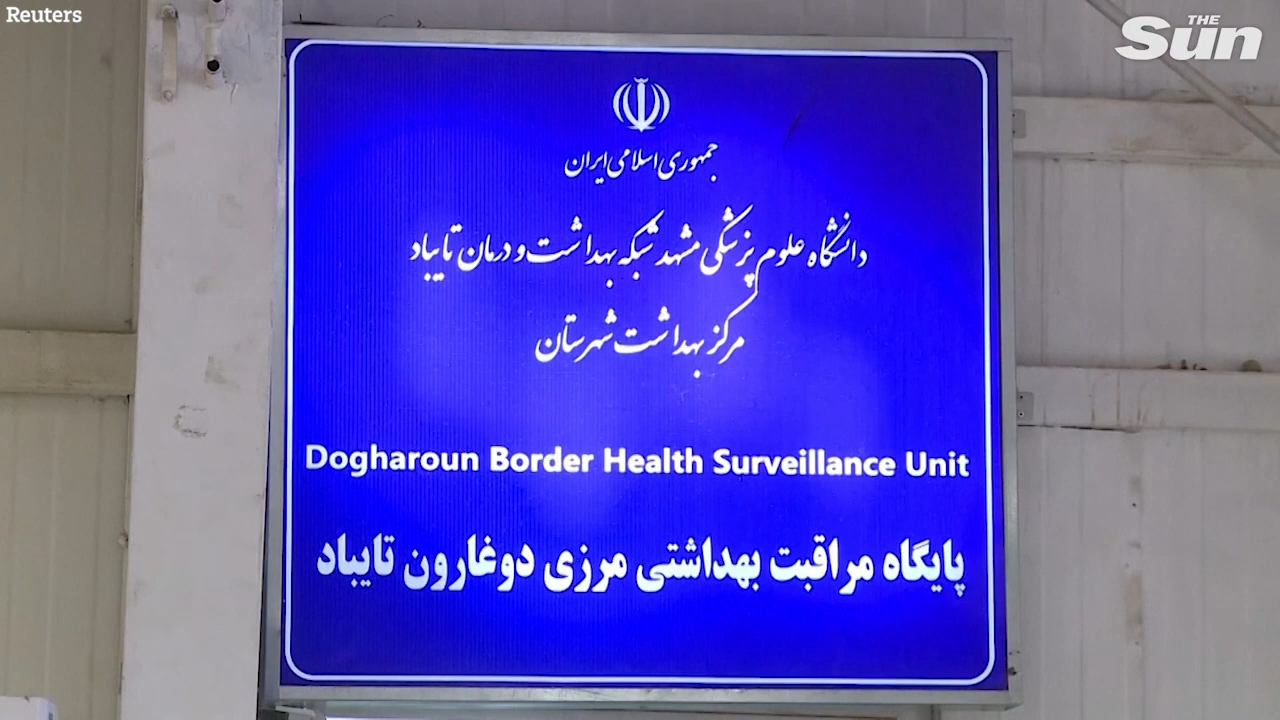 Reuters
THE
Sun
جمهوری اسلامی ایران
دانشگاه علوم پزشکی مشهد شبکه بهداشت و درمان تایباد
مرکز بهداشت شهرستان
Dogharoun Border Health Surveillance Unit
پایگاه مراقبت بهداشتی مرزی دوغارون تایباد